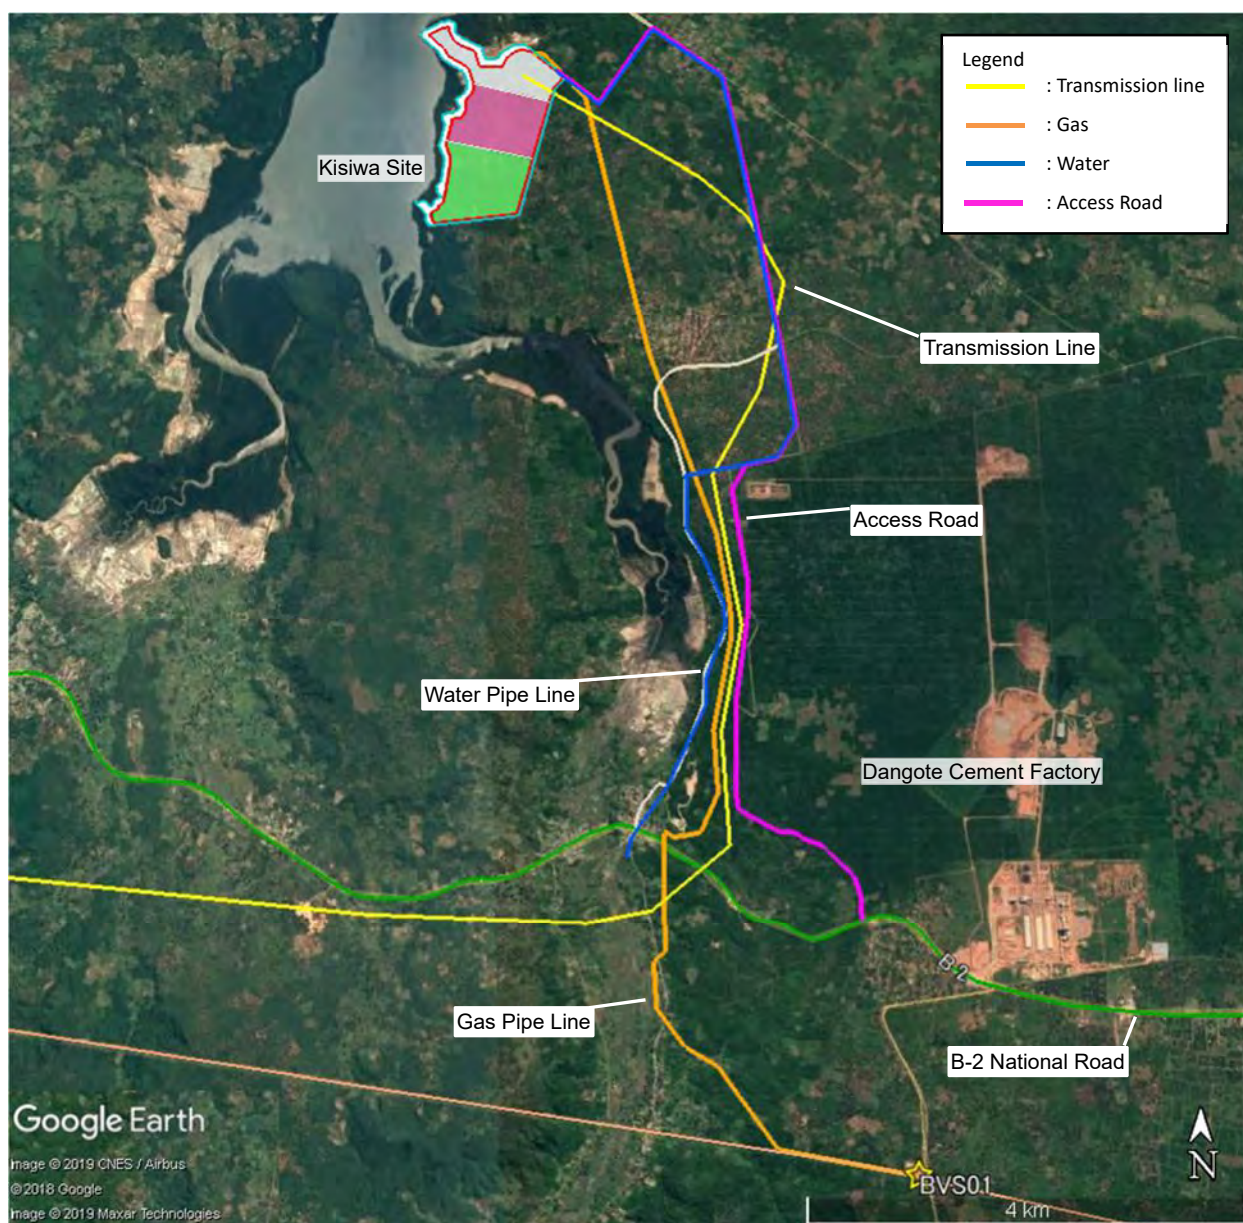 Legend
: Transmission line
: Gas
: Water
: Access Road
Kisiwa Site
Transmission Line
Access Road
Water Pipe Line
Dangote Cement Factory
B-2
Gas Pipe Line
B-2 National Road
Google Earth
Image © 2019 CNES / Airbus
© 2018 Google
Image © 2019 Maxar Technologies
BVS01
4 km
N